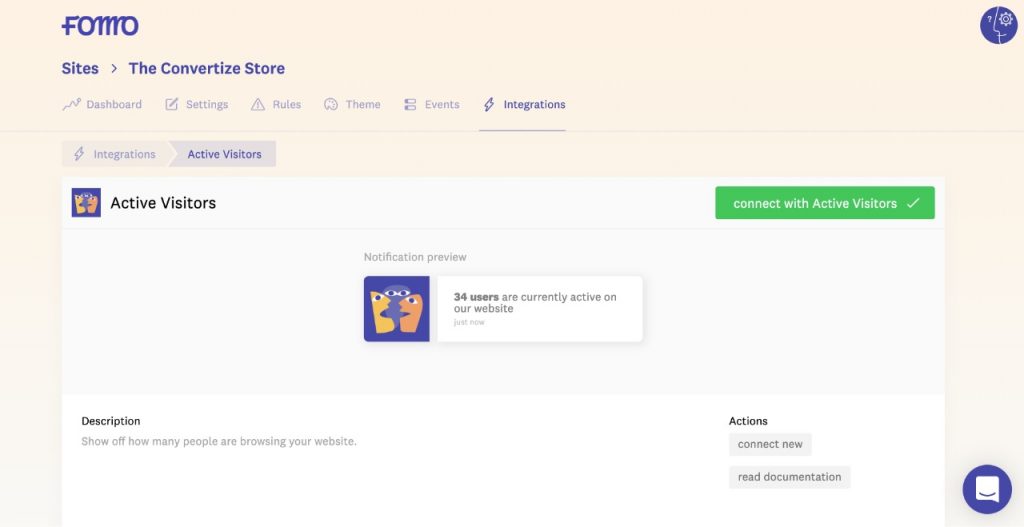 FOMO
Sites > The Convertize Store
Dashboard Settings Rules Theme Events Integrations
Integrations Active Visitors
Active Visitors connect with Active Visitors ✓
Notification preview
34 users are currently active on
our website
just now
Description
Show off how many people are browsing your website.
Actions
connect new
read documentation
?